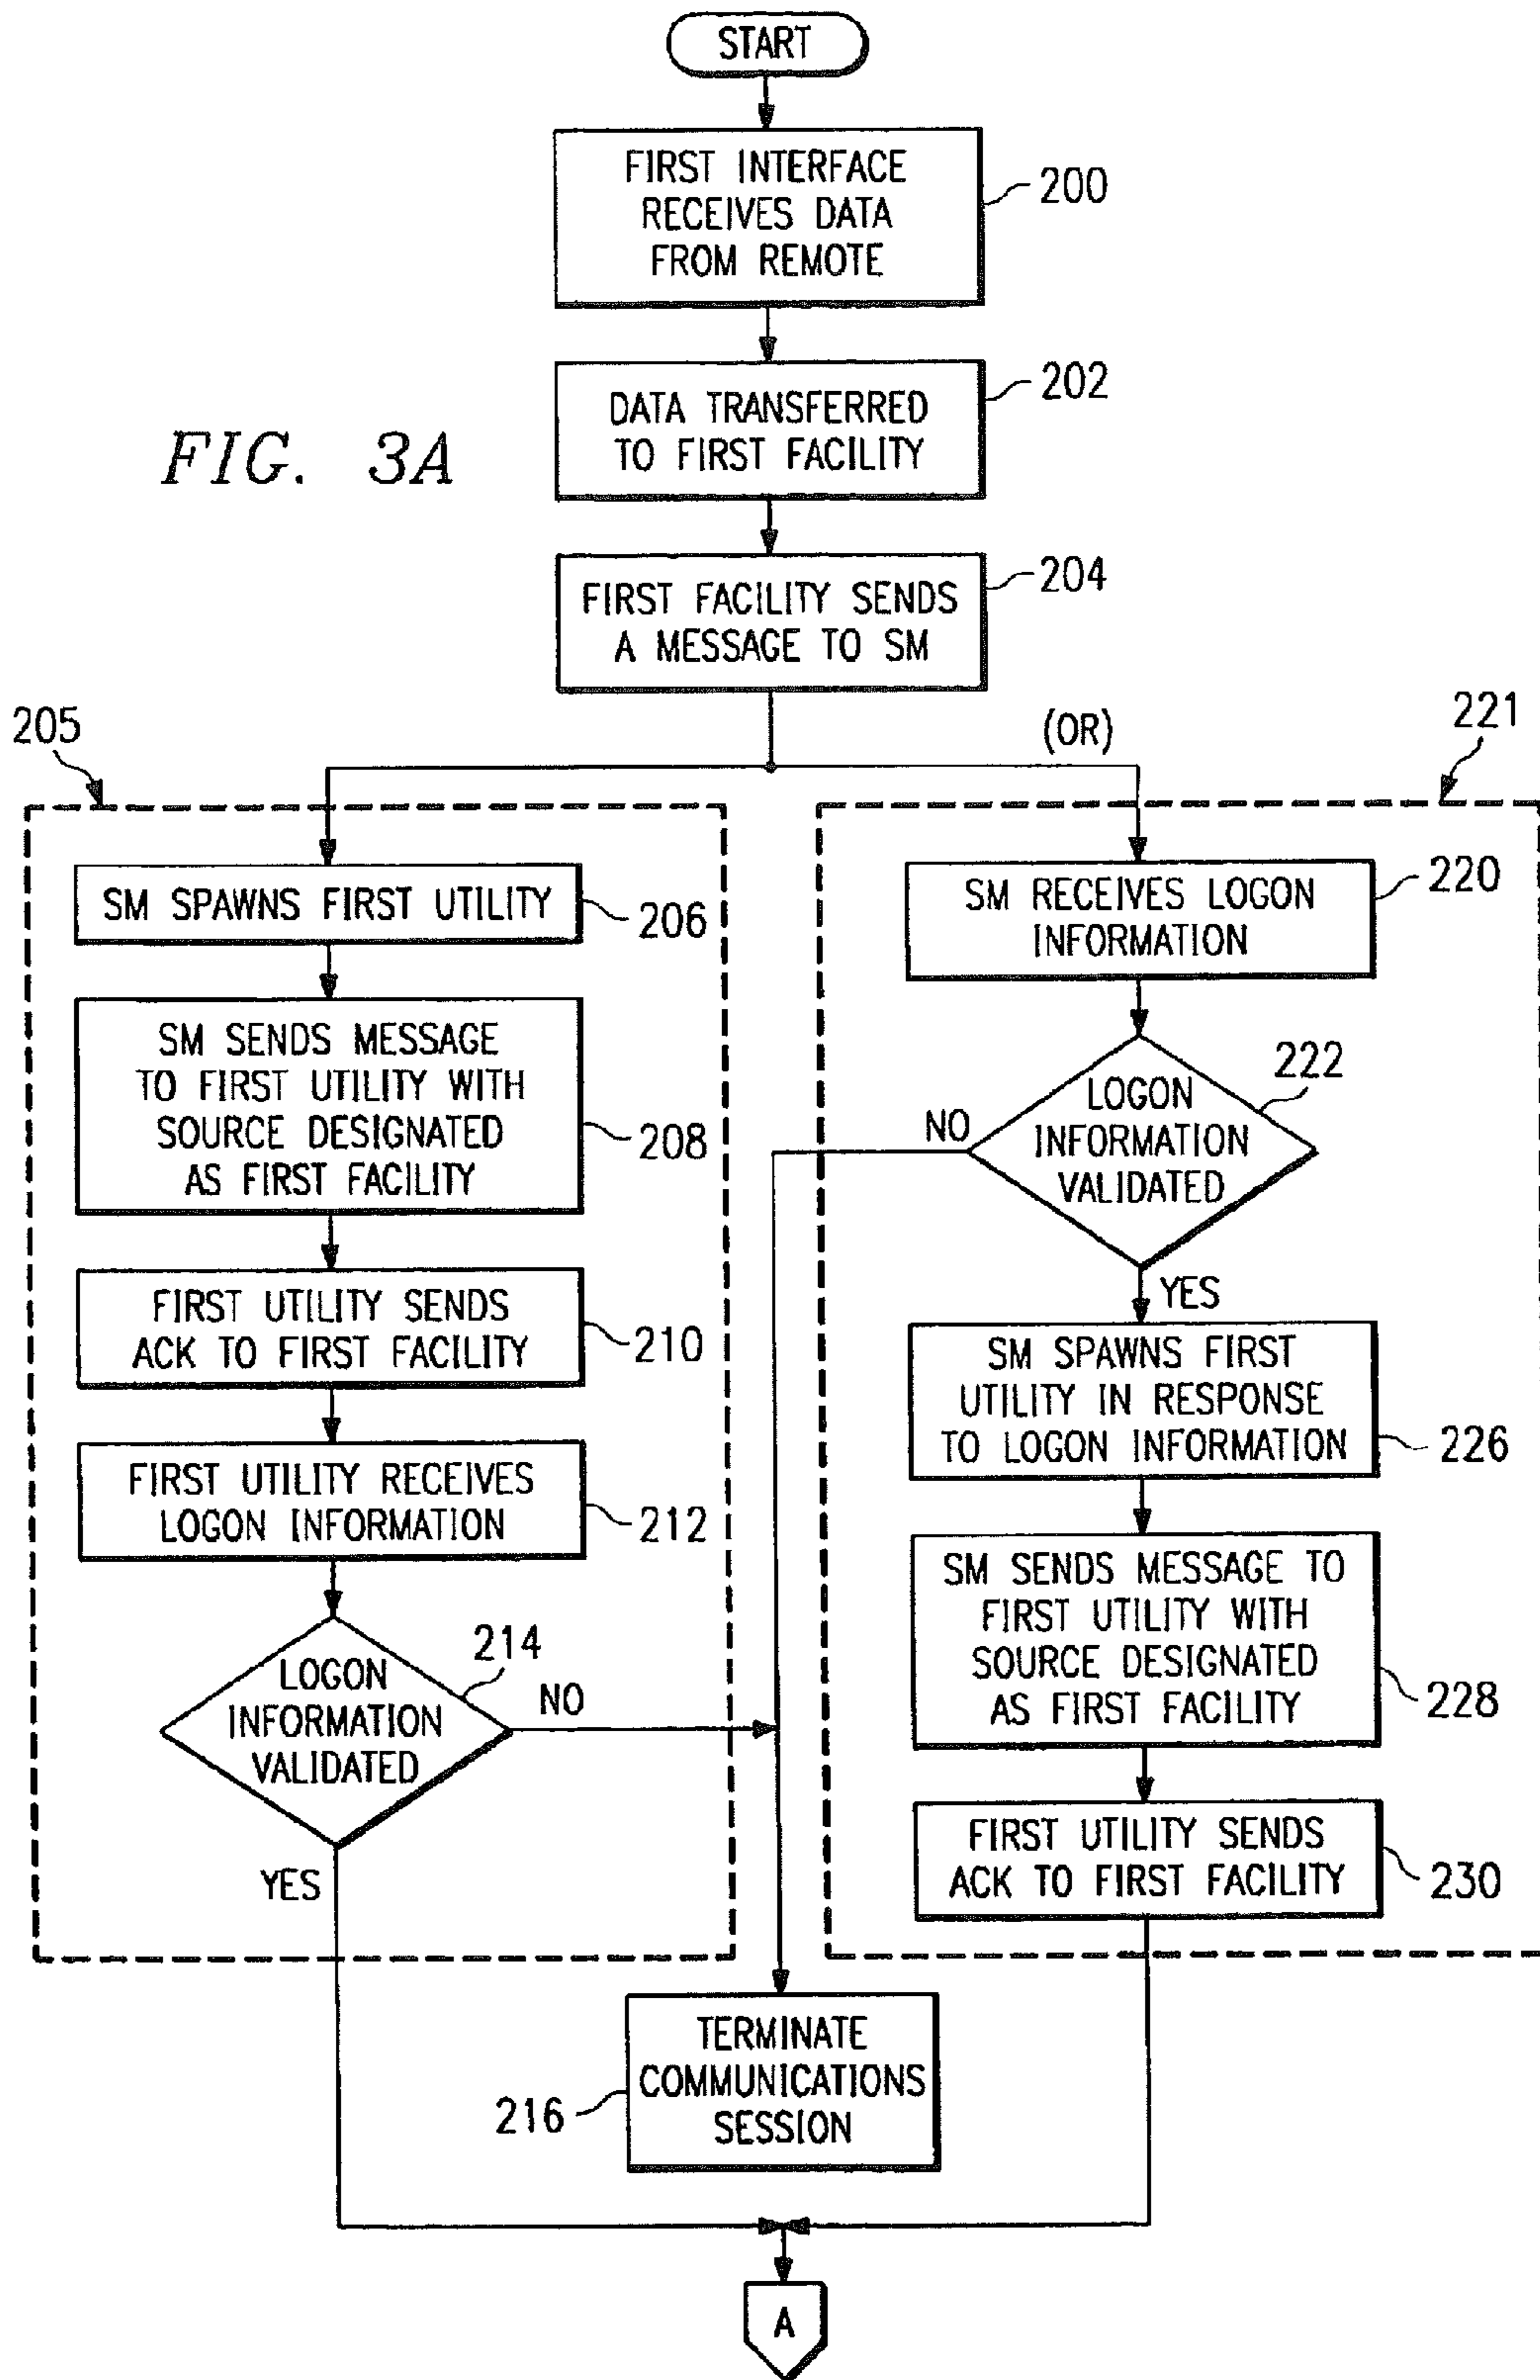 START
FIRST INTERFACE
RECEIVES DATA
FROM REMOTE
200
DATA TRANSFERRED
TO FIRST FACILITY
202
FIG. 3A
FIRST FACILITY SENDS
A MESSAGE TO SM
204
205
(OR)
221
SM SPAWNS FIRST UTILITY
206
SM SENDS MESSAGE
TO FIRST UTILITY WITH
SOURCE DESIGNATED
AS FIRST FACILITY
208
FIRST UTILITY SENDS
ACK TO FIRST FACILITY
210
FIRST UTILITY RECEIVES
LOGON INFORMATION
212
LOGON
INFORMATION
VALIDATED
214
NO
YES
SM RECEIVES LOGON
INFORMATION
220
LOGON
INFORMATION
VALIDATED
222
NO
YES
SM SPAWNS FIRST
UTILITY IN RESPONSE
TO LOGON INFORMATION
226
SM SENDS MESSAGE TO
FIRST UTILITY WITH
SOURCE DESIGNATED
AS FIRST FACILITY
228
FIRST UTILITY SENDS
ACK TO FIRST FACILITY
230
TERMINATE
COMMUNICATIONS
SESSION
216
A